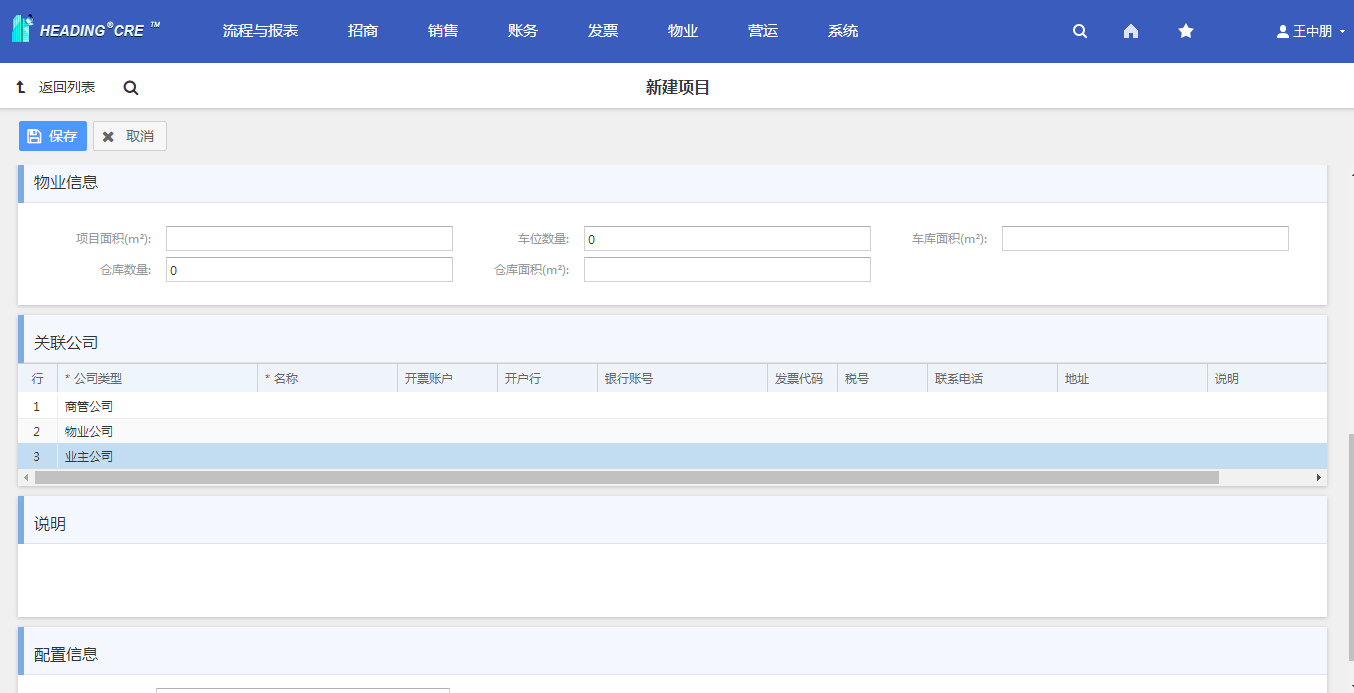 HEADING®CRE ™ 流程与报表 招商 销售 账务 发票 物业 营运 系统 王中朋
返回列表 新建项目
保存 取消
物业信息
项目面积(m²): 车位数量: 0 车库面积(m²):
仓库数量: 0 仓库面积(m²):
关联公司
行 * 公司类型 * 名称 开票账户 开户行 银行账号 发票代码 税号 联系电话 地址 说明
1 商管公司
2 物业公司
3 业主公司
说明
配置信息